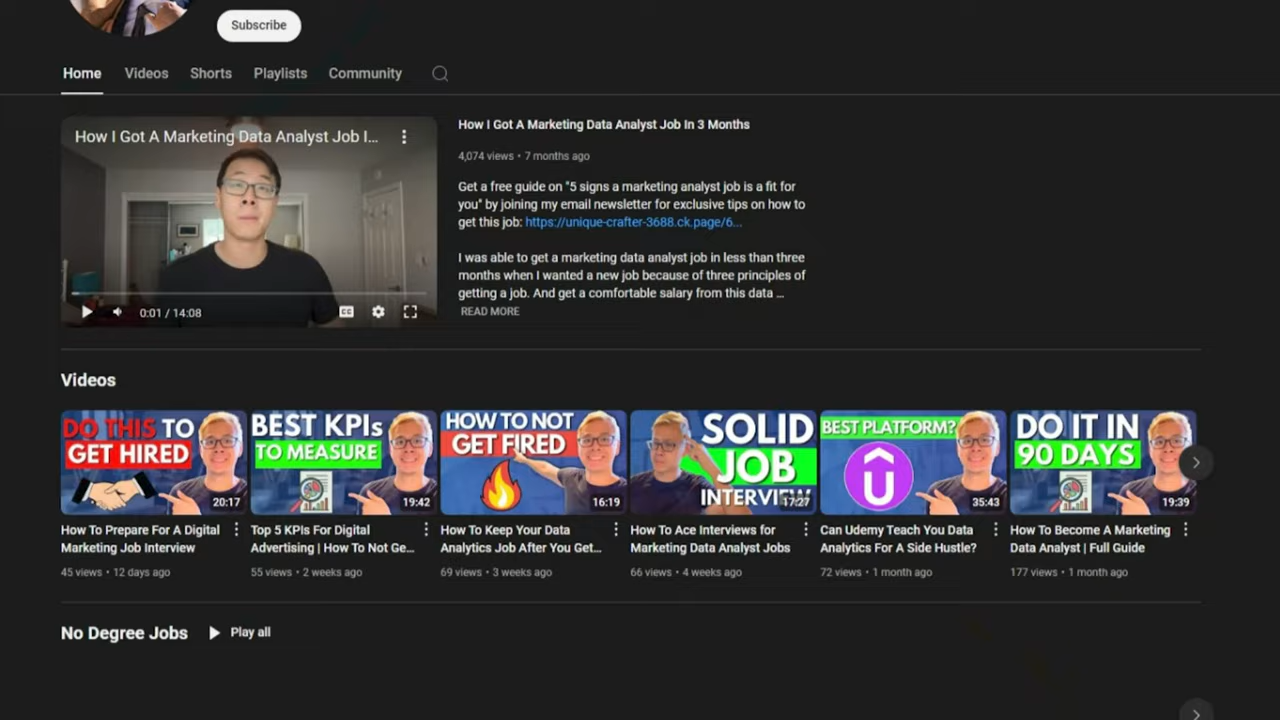 Subscribe
Home Videos Shorts Playlists Community
How I Got A Marketing Data Analyst Job I...
0:01 / 14:08
CC
How I Got A Marketing Data Analyst Job In 3 Months
4,074 views • 7 months ago
Get a free guide on "5 signs a marketing analyst job is a fit for
you" by joining my email newsletter for exclusive tips on how to
get this job: https://unique-crafter-3688.ck.page/6...
I was able to get a marketing data analyst job in less than three
months when I wanted a new job because of three principles of
getting a job. And get a comfortable salary from this data ...
READ MORE
Videos
DO THIS TO
GET HIRED
20:17
How To Prepare For A Digital
Marketing Job Interview
45 views • 12 days ago
BEST KPIs
TO MEASURE
19:42
Top 5 KPIs For Digital
Advertising | How To Not Ge...
55 views • 2 weeks ago
HOW TO NOT
GET FIRED
16:19
How To Keep Your Data
Analytics Job After You Get...
69 views • 3 weeks ago
SOLID
JOB
INTERVIEW
17:27
How To Ace Interviews for
Marketing Data Analyst Jobs
66 views • 4 weeks ago
BEST PLATFORM?
35:43
Can Udemy Teach You Data
Analytics For A Side Hustle?
72 views • 1 month ago
DO IT IN
90 DAYS
19:39
How To Become A Marketing
Data Analyst | Full Guide
177 views • 1 month ago
No Degree Jobs Play all